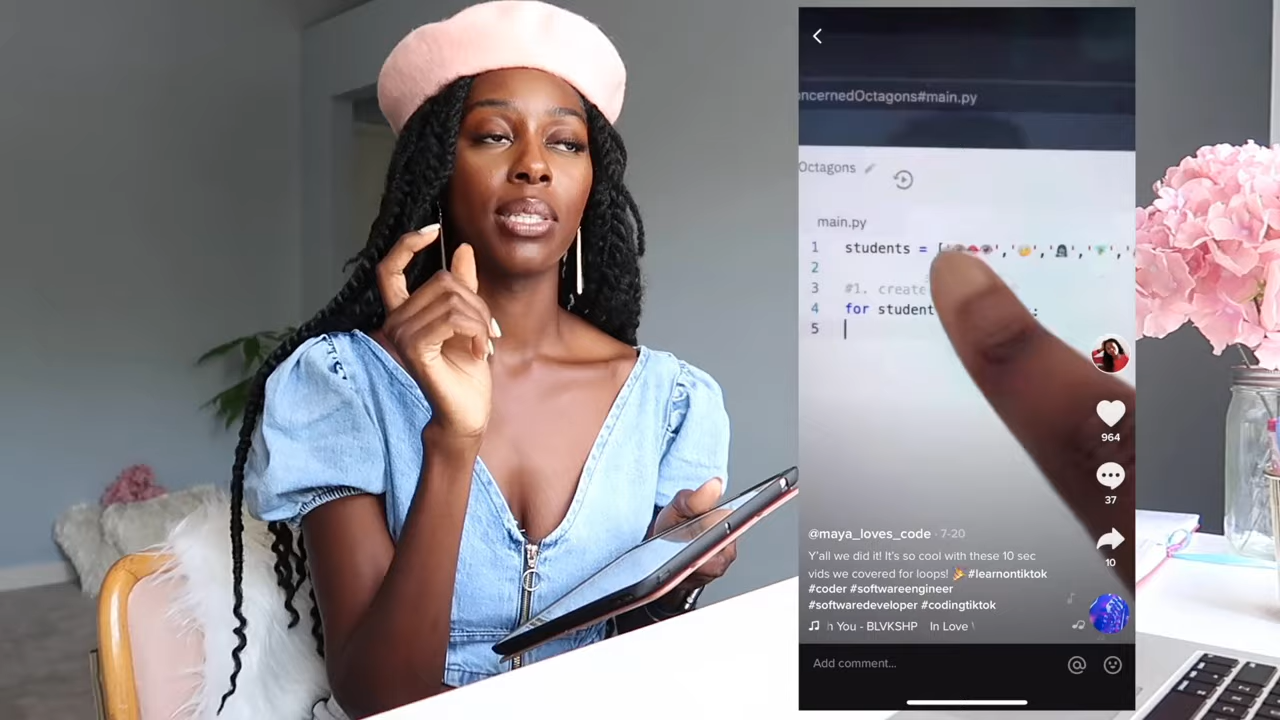 ncernedOctagons#main.py
Octagons
main.py
1 students = [
2
3 #1. create
4 for student :
5
964
37
10
@maya_loves_code · 7-20
Y'all we did it! It's so cool with these 10 sec
vids we covered for loops! 🎉 #learnontiktok
#coder #softwareengineer
#softwaredeveloper #codingtiktok
h You - BLVKSHP In Love \
Add comment...